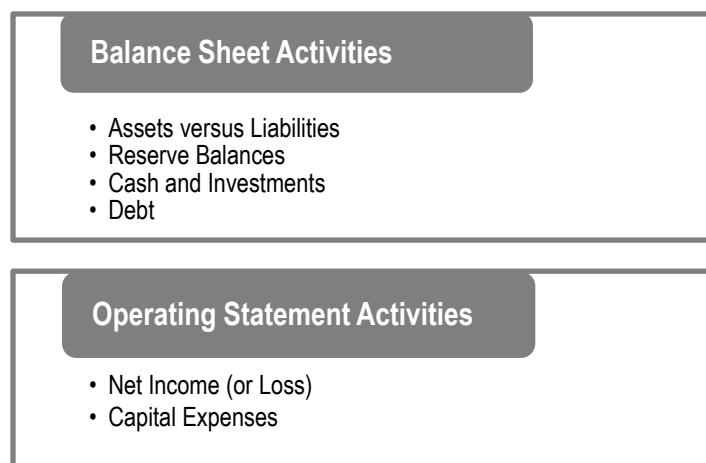 Balance Sheet Activities
• Assets versus Liabilities
• Reserve Balances
• Cash and Investments
• Debt
Operating Statement Activities
• Net Income (or Loss)
• Capital Expenses